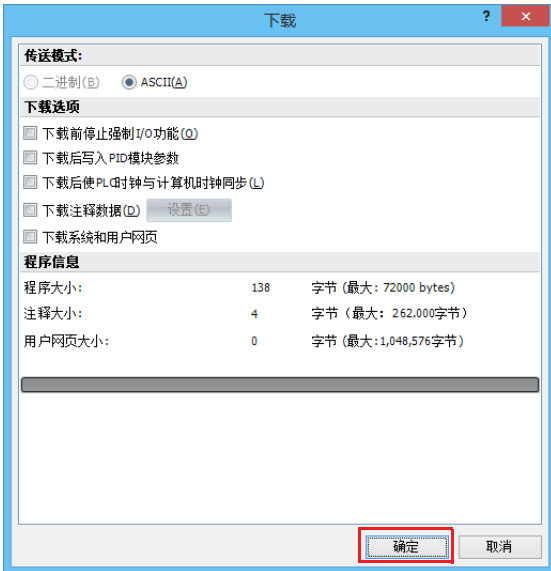 下载
? ×
传送模式:
二进制(B) ASCII(A)
下载选项
下载前停止强制I/O功能(O)
下载后写入PID模块参数
下载后使PLC时钟与计算机时钟同步(L)
下载注释数据(D) 设置(E)
下载系统和用户网页
程序信息
程序大小: 138 字节 (最大: 72000 bytes)
注释大小: 4 字节 (最大: 262.000字节)
用户网页大小: 0 字节 (最大:1,048,576字节)
确定 取消